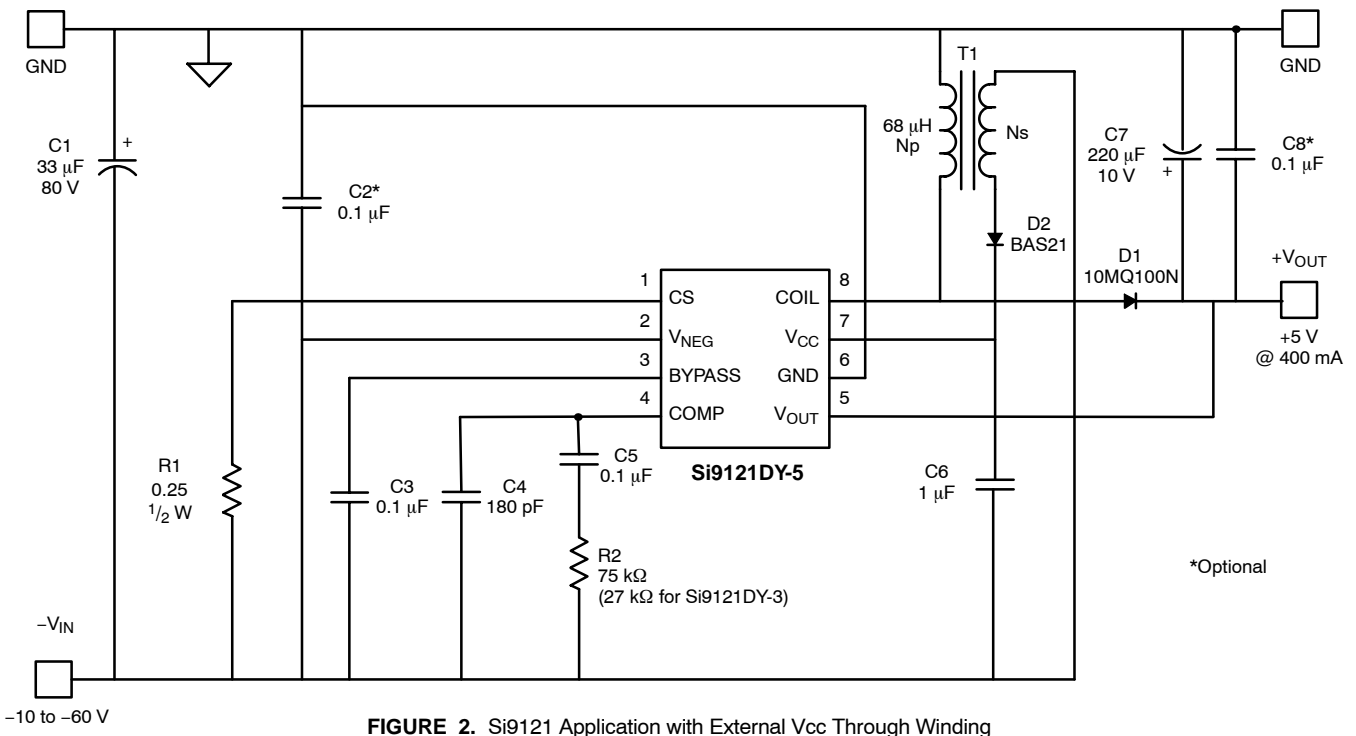 GND
GND
T1
C1
33 μF
80 V
+
68 μH
Np
Ns
C7
220 μF
10 V
+
C8*
0.1 μF
C2*
0.1 μF
D2
BAS21
D1
10MQ100N
+VOUT
+5 V
@ 400 mA
1
CS
2
VNEG
3
BYPASS
4
COMP
8
COIL
7
VCC
6
GND
5
VOUT
Si9121DY-5
R1
0.25
1/2 W
C3
0.1 μF
C4
180 pF
C5
0.1 μF
C6
1 μF
R2
75 kΩ
(27 kΩ for Si9121DY-3)
*Optional
−VIN
−10 to −60 V
FIGURE 2. Si9121 Application with External Vcc Through Winding